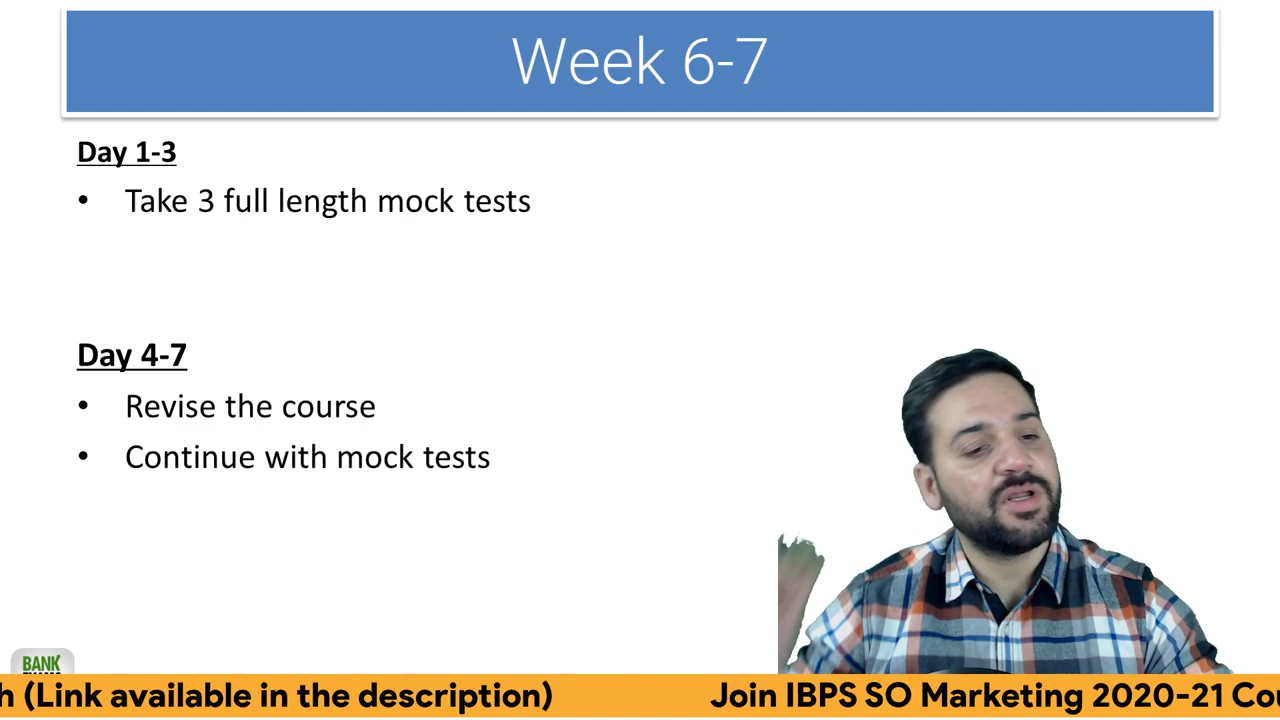 Week 6-7
Day 1-3
• Take 3 full length mock tests
Day 4-7
• Revise the course
• Continue with mock tests
BANK
h (Link available in the description) Join IBPS SO Marketing 2020-21 Cou